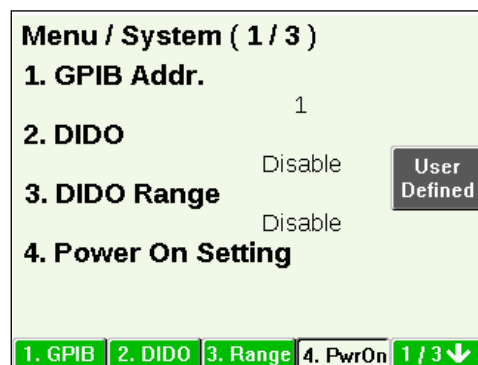 Menu / System ( 1 / 3 )
1. GPIB Addr.
1
2. DIDO
Disable
User
Defined
3. DIDO Range
Disable
4. Power On Setting
1. GPIB 2. DIDO 3. Range 4. PwrOn 1 / 3